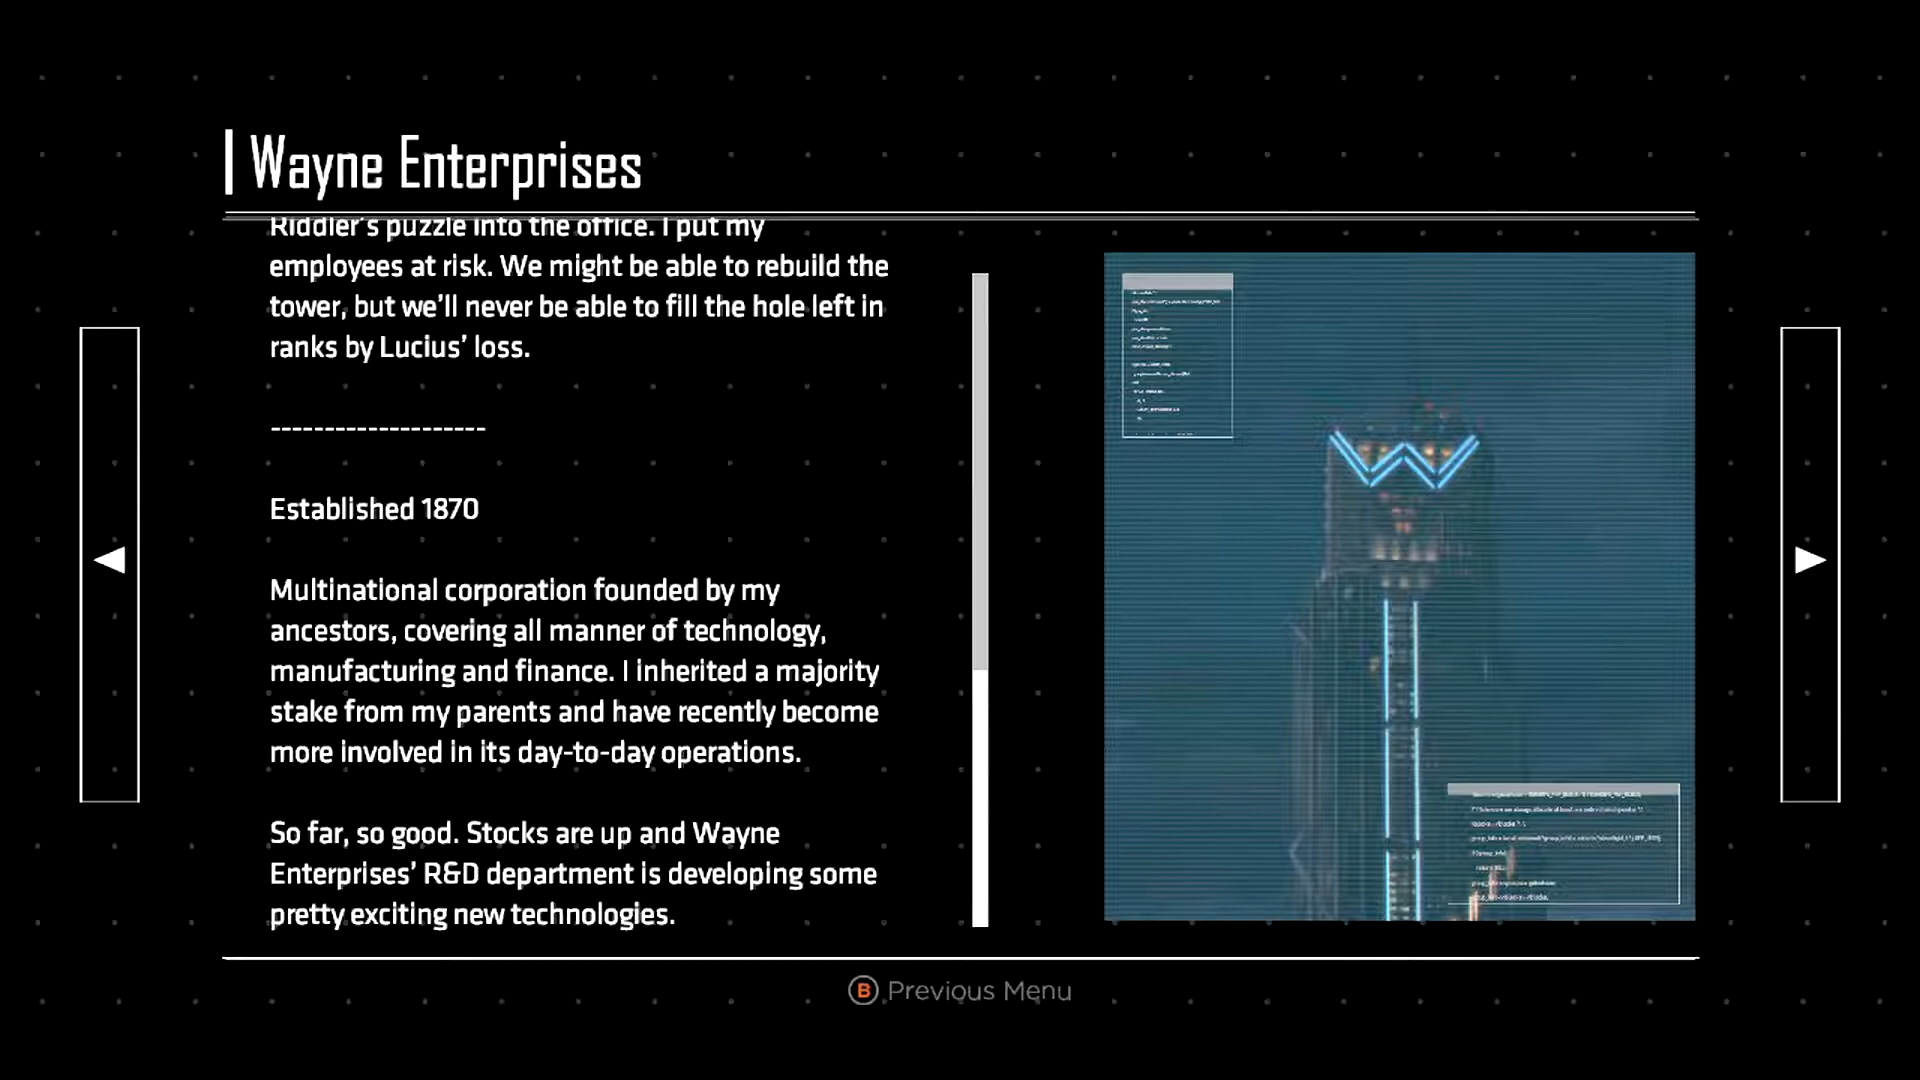 Wayne Enterprises
Riddler's puzzle into the office. I put my
employees at risk. We might be able to rebuild the
tower, but we'll never be able to fill the hole left in
ranks by Lucius' loss.
--------------------
Established 1870
Multinational corporation founded by my
ancestors, covering all manner of technology,
manufacturing and finance. I inherited a majority
stake from my parents and have recently become
more involved in its day-to-day operations.
So far, so good. Stocks are up and Wayne
Enterprises' R&D department is developing some
pretty exciting new technologies.
B Previous Menu